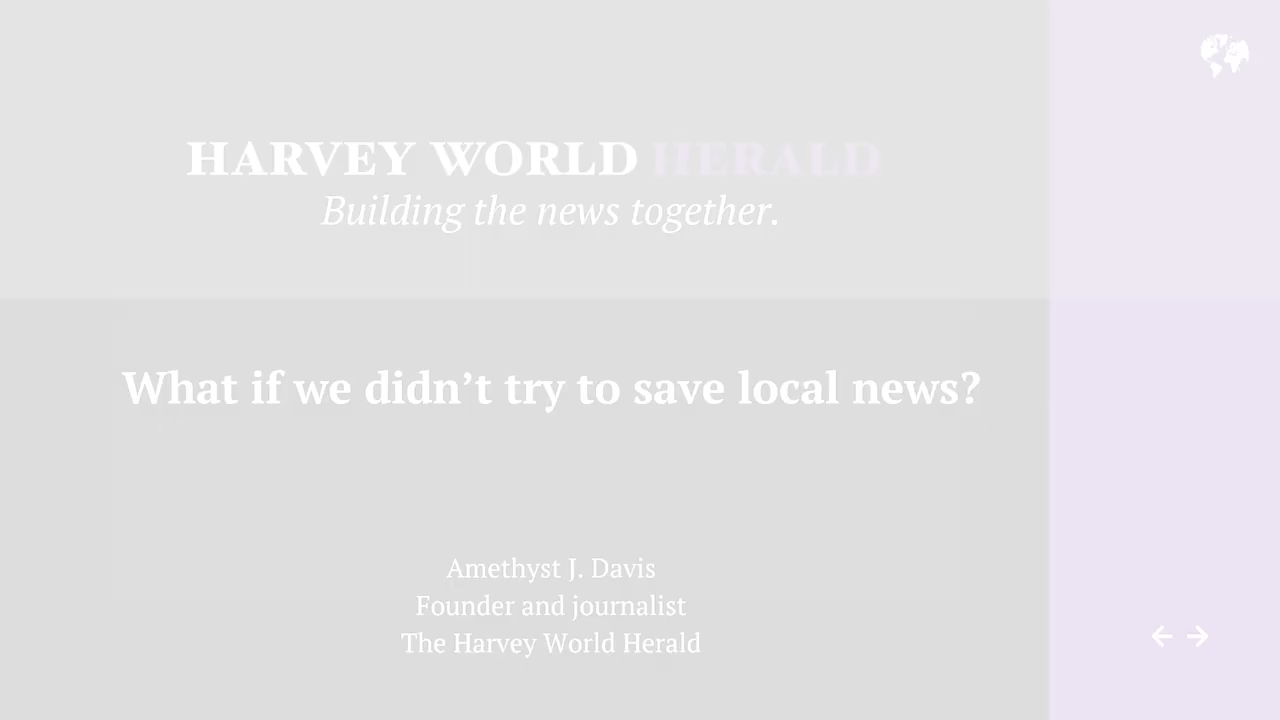 HARVEY WORLD HERALD
Building the news together.
What if we didn’t try to save local news?
Amethyst J. Davis
Founder and journalist
The Harvey World Herald